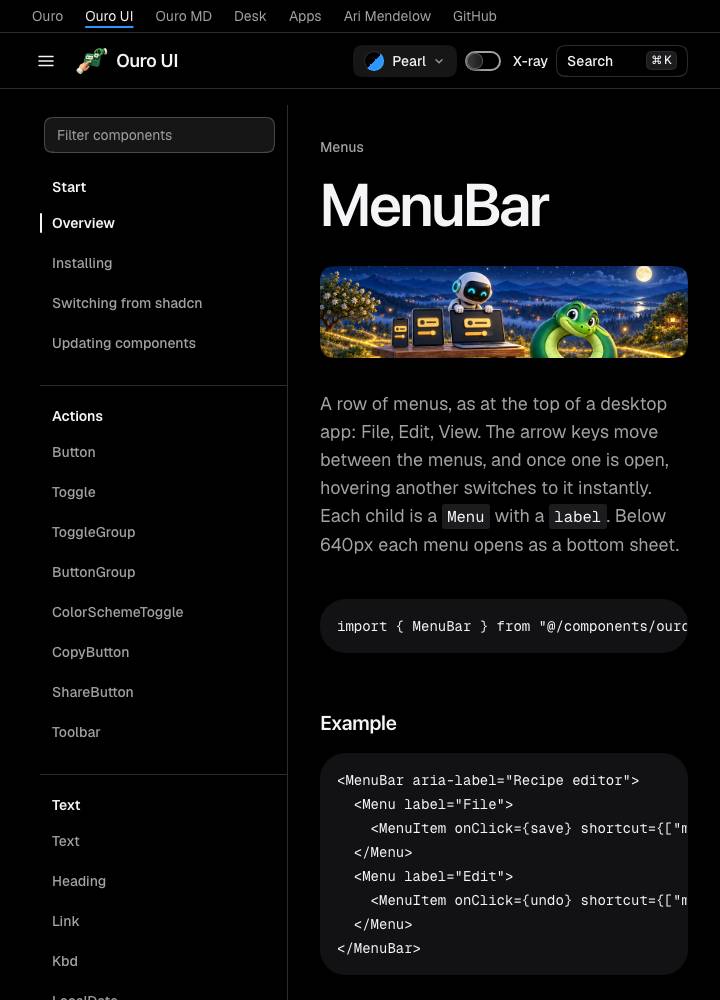 Ouro Ouro UI Ouro MD Desk Apps Ari Mendelow GitHub
Ouro UI Pearl X-ray Search ⌘K
Filter components
Start
Overview
Installing
Switching from shadcn
Updating components
Actions
Button
Toggle
ToggleGroup
ButtonGroup
ColorSchemeToggle
CopyButton
ShareButton
Toolbar
Text
Text
Heading
Link
Kbd
LocalDate
Menus
MenuBar
A row of menus, as at the top of a desktop
app: File, Edit, View. The arrow keys move
between the menus, and once one is open,
hovering another switches to it instantly.
Each child is a Menu with a label. Below
640px each menu opens as a bottom sheet.
import { MenuBar } from "@/components/ouro
Example
<MenuBar aria-label="Recipe editor">
  <Menu label="File">
    <MenuItem onClick={save} shortcut={["m
  </Menu>
  <Menu label="Edit">
    <MenuItem onClick={undo} shortcut={["m
  </Menu>
</MenuBar>